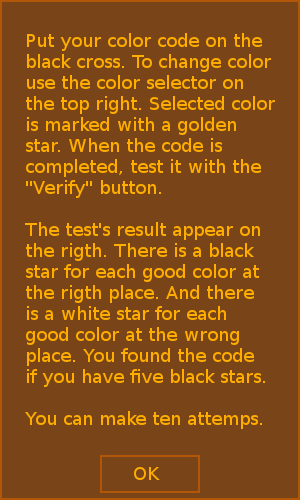 Put your color code on the
black cross. To change color
use the color selector on
the top right. Selected color
is marked with a golden
star. When the code is
completed, test it with the
"Verify" button.
The test's result appear on
the rigth. There is a black
star for each good color at
the rigth place. And there
is a white star for each
good color at the wrong
place. You found the code
if you have five black stars.
You can make ten attemps.
OK